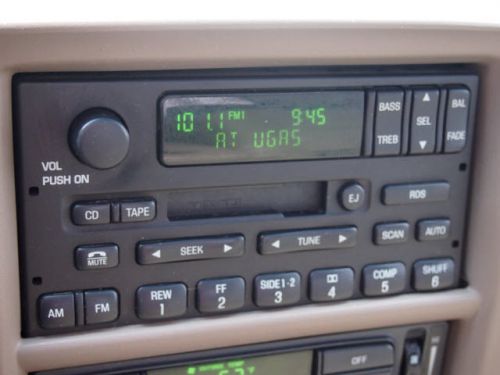 101.1 FM1 9:45
AT UGAS
BASS
TREB
SEL
BAL
FADE
VOL
PUSH ON
CD
TAPE
EJ
RDS
MUTE
SEEK
TUNE
SCAN
AUTO
AM
FM
REW
1
FF
2
SIDE 1-2
3
4
COMP
5
SHUFF
6
OFF